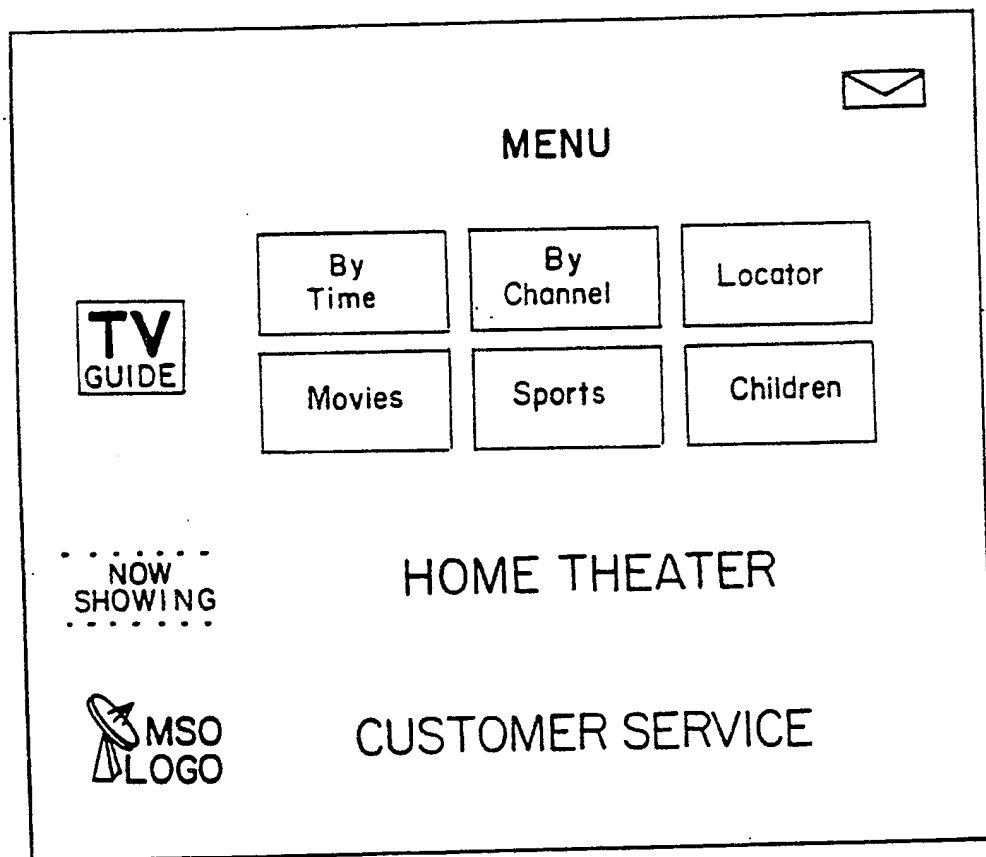 MENU
By
Time
By
Channel
Locator
TV
GUIDE
Movies
Sports
Children
NOW
SHOWING
HOME THEATER
MSO
LOGO
CUSTOMER SERVICE